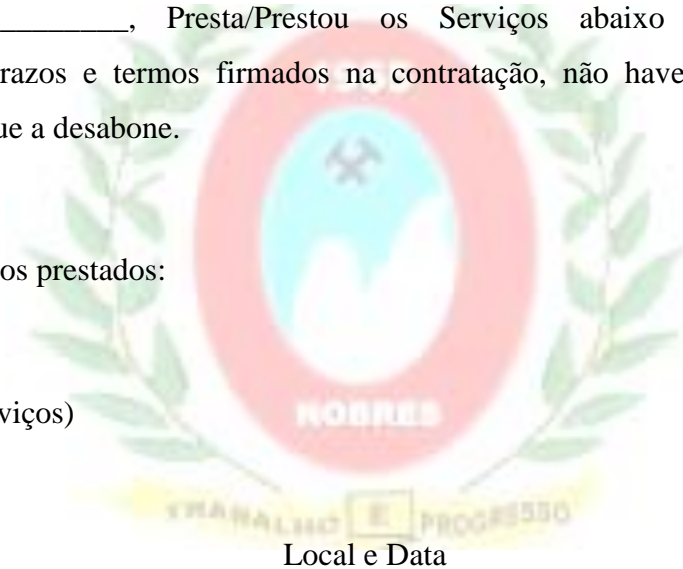 ________, Presta/Prestou os Serviços abaixo
razos e termos firmados na contratação, não have
ue a desabone.
os prestados:
viços)
NOBRES
TRABALHO E PROGRESSO
Local e Data